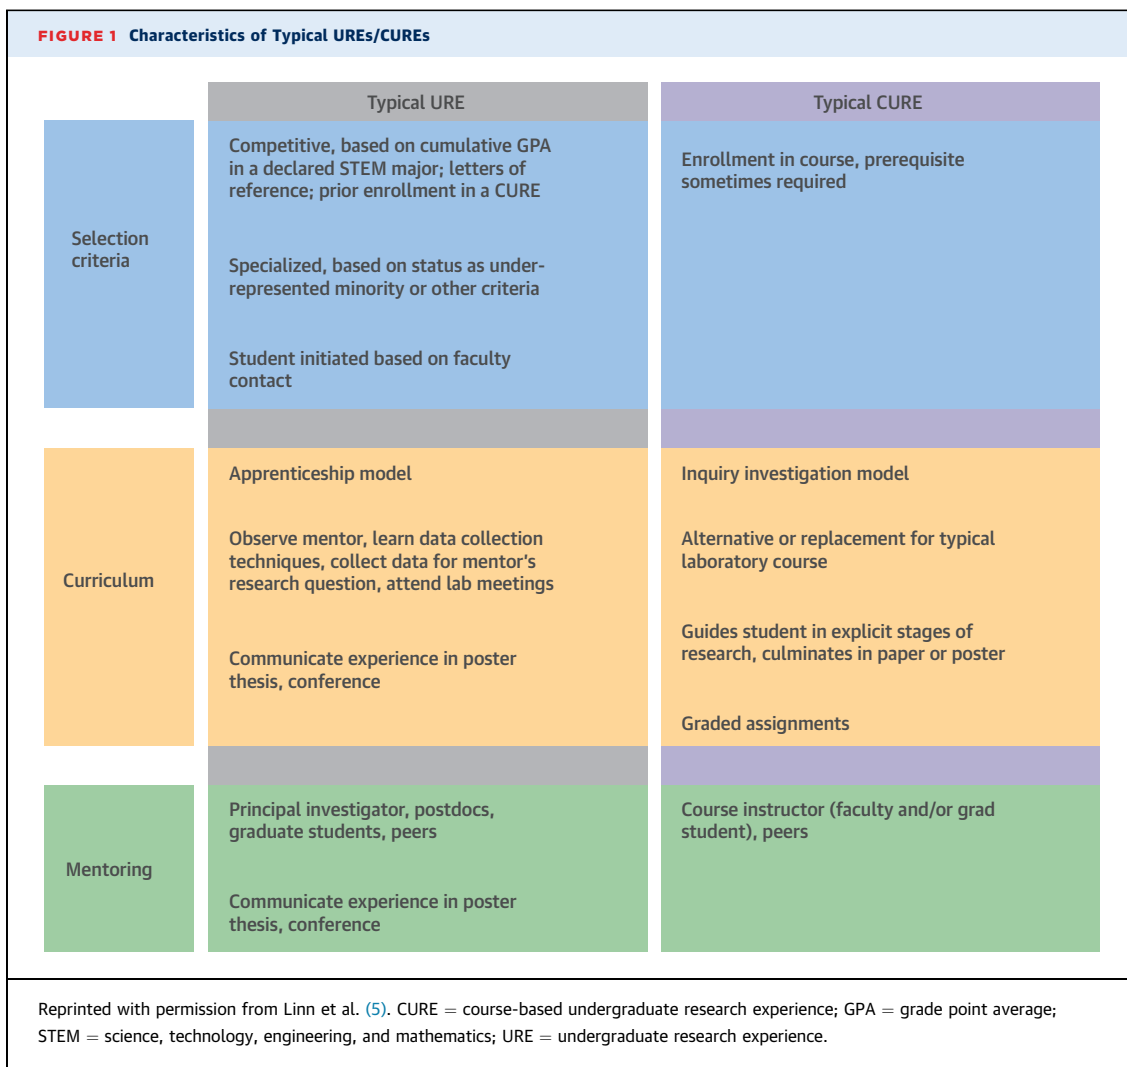 FIGURE 1 Characteristics of Typical UREs/CUREs
Typical URE
Typical CURE
Selection
criteria
Competitive, based on cumulative GPA
in a declared STEM major; letters of
reference; prior enrollment in a CURE
Specialized, based on status as under-
represented minority or other criteria
Student initiated based on faculty
contact
Enrollment in course, prerequisite
sometimes required
Curriculum
Apprenticeship model
Observe mentor, learn data collection
techniques, collect data for mentor's
research question, attend lab meetings
Communicate experience in poster
thesis, conference
Inquiry investigation model
Alternative or replacement for typical
laboratory course
Guides student in explicit stages of
research, culminates in paper or poster
Graded assignments
Mentoring
Principal investigator, postdocs,
graduate students, peers
Communicate experience in poster
thesis, conference
Course instructor (faculty and/or grad
student), peers
Reprinted with permission from Linn et al. (5). CURE = course-based undergraduate research experience; GPA = grade point average;
STEM = science, technology, engineering, and mathematics; URE = undergraduate research experience.